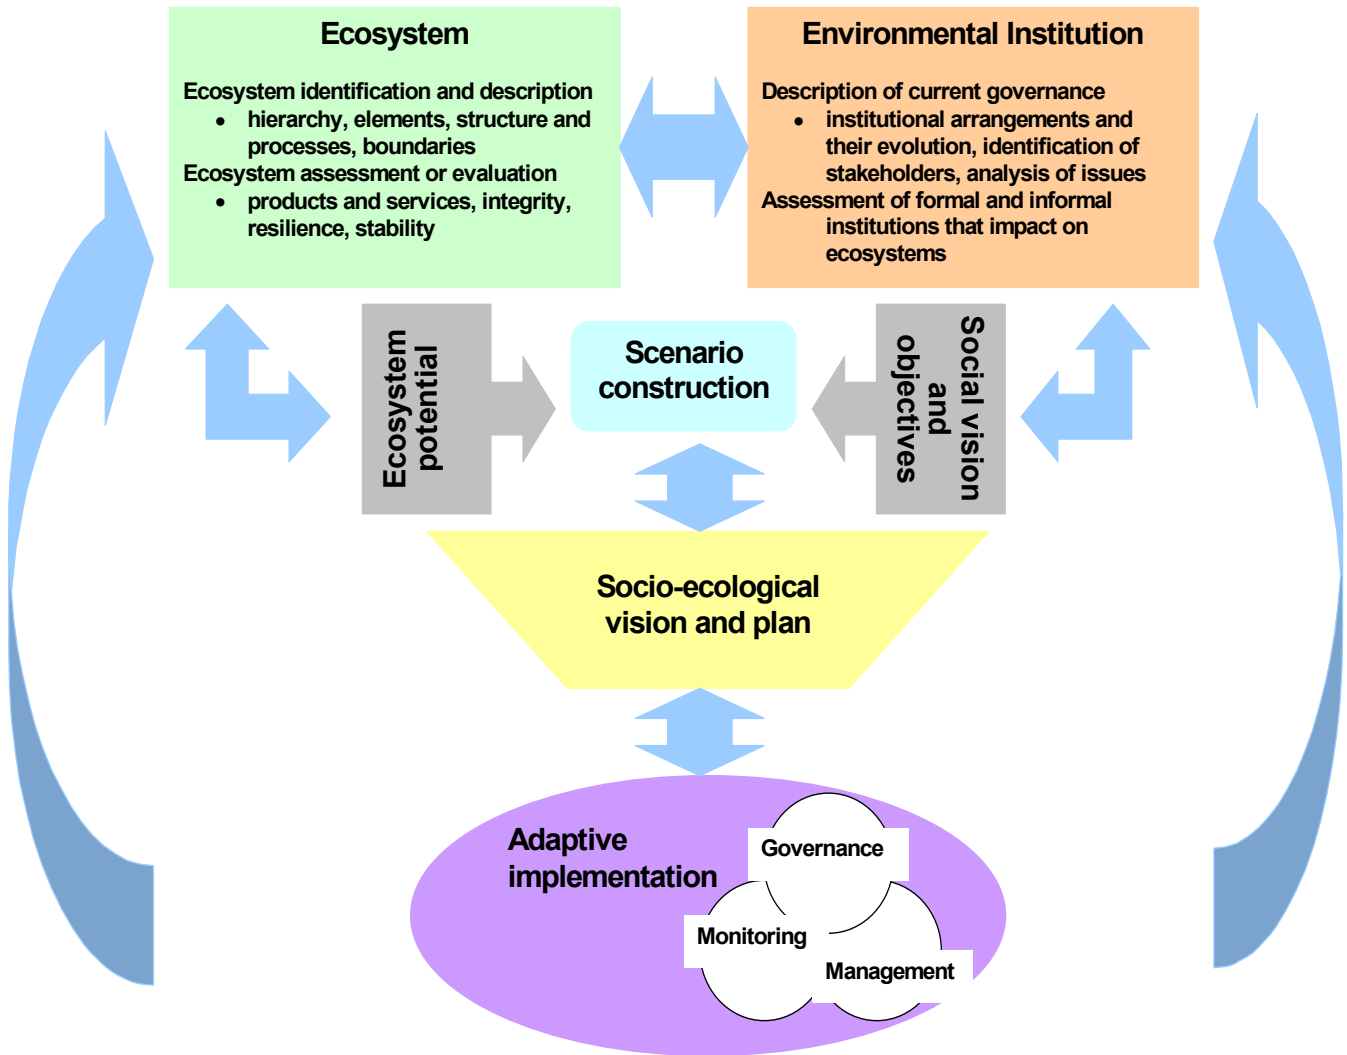 Ecosystem
Ecosystem identification and description
• hierarchy, elements, structure and
processes, boundaries
Ecosystem assessment or evaluation
• products and services, integrity,
resilience, stability
Environmental Institution
Description of current governance
• institutional arrangements and
their evolution, identification of
stakeholders, analysis of issues
Assessment of formal and informal
institutions that impact on
ecosystems
Ecosystem
potential
Scenario
construction
Social vision
and
objectives
Socio-ecological
vision and plan
Adaptive
implementation
Governance
Monitoring
Management